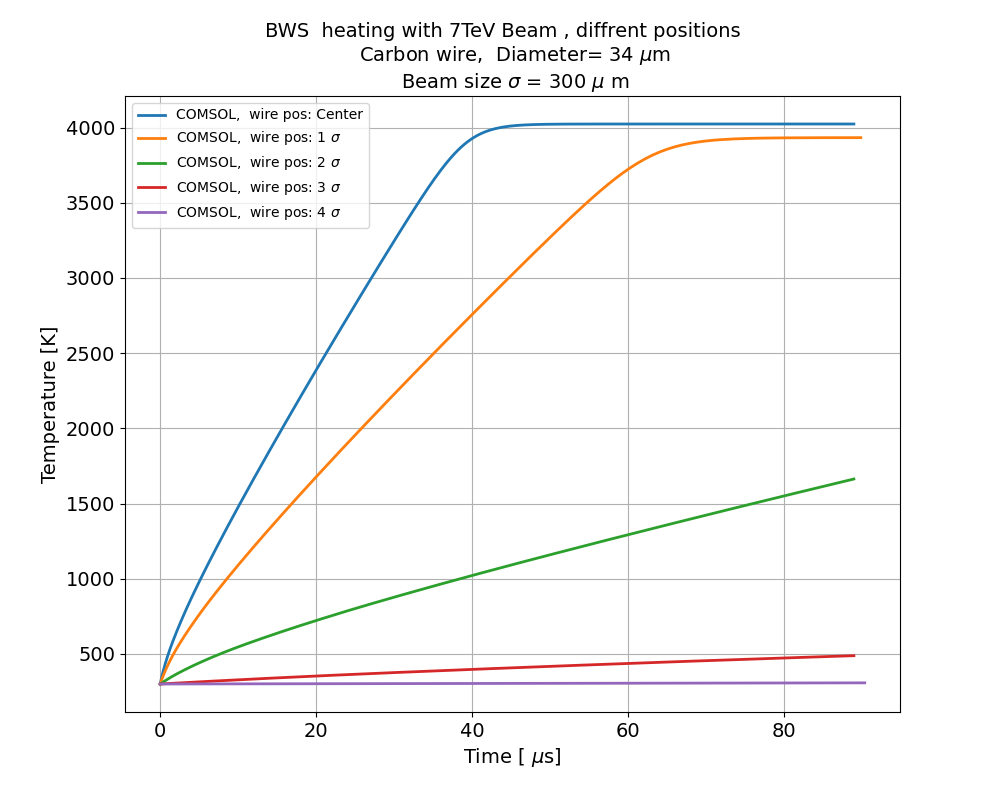 BWS  heating with 7TeV Beam , diffrent positions
Carbon wire,  Diameter= 34 μm
Beam size σ = 300 μ m
COMSOL,  wire pos: Center
COMSOL,  wire pos: 1 σ
COMSOL,  wire pos: 2 σ
COMSOL,  wire pos: 3 σ
COMSOL,  wire pos: 4 σ
Temperature [K]
4000
3500
3000
2500
2000
1500
1000
500
0
20
40
60
80
Time [ μs]